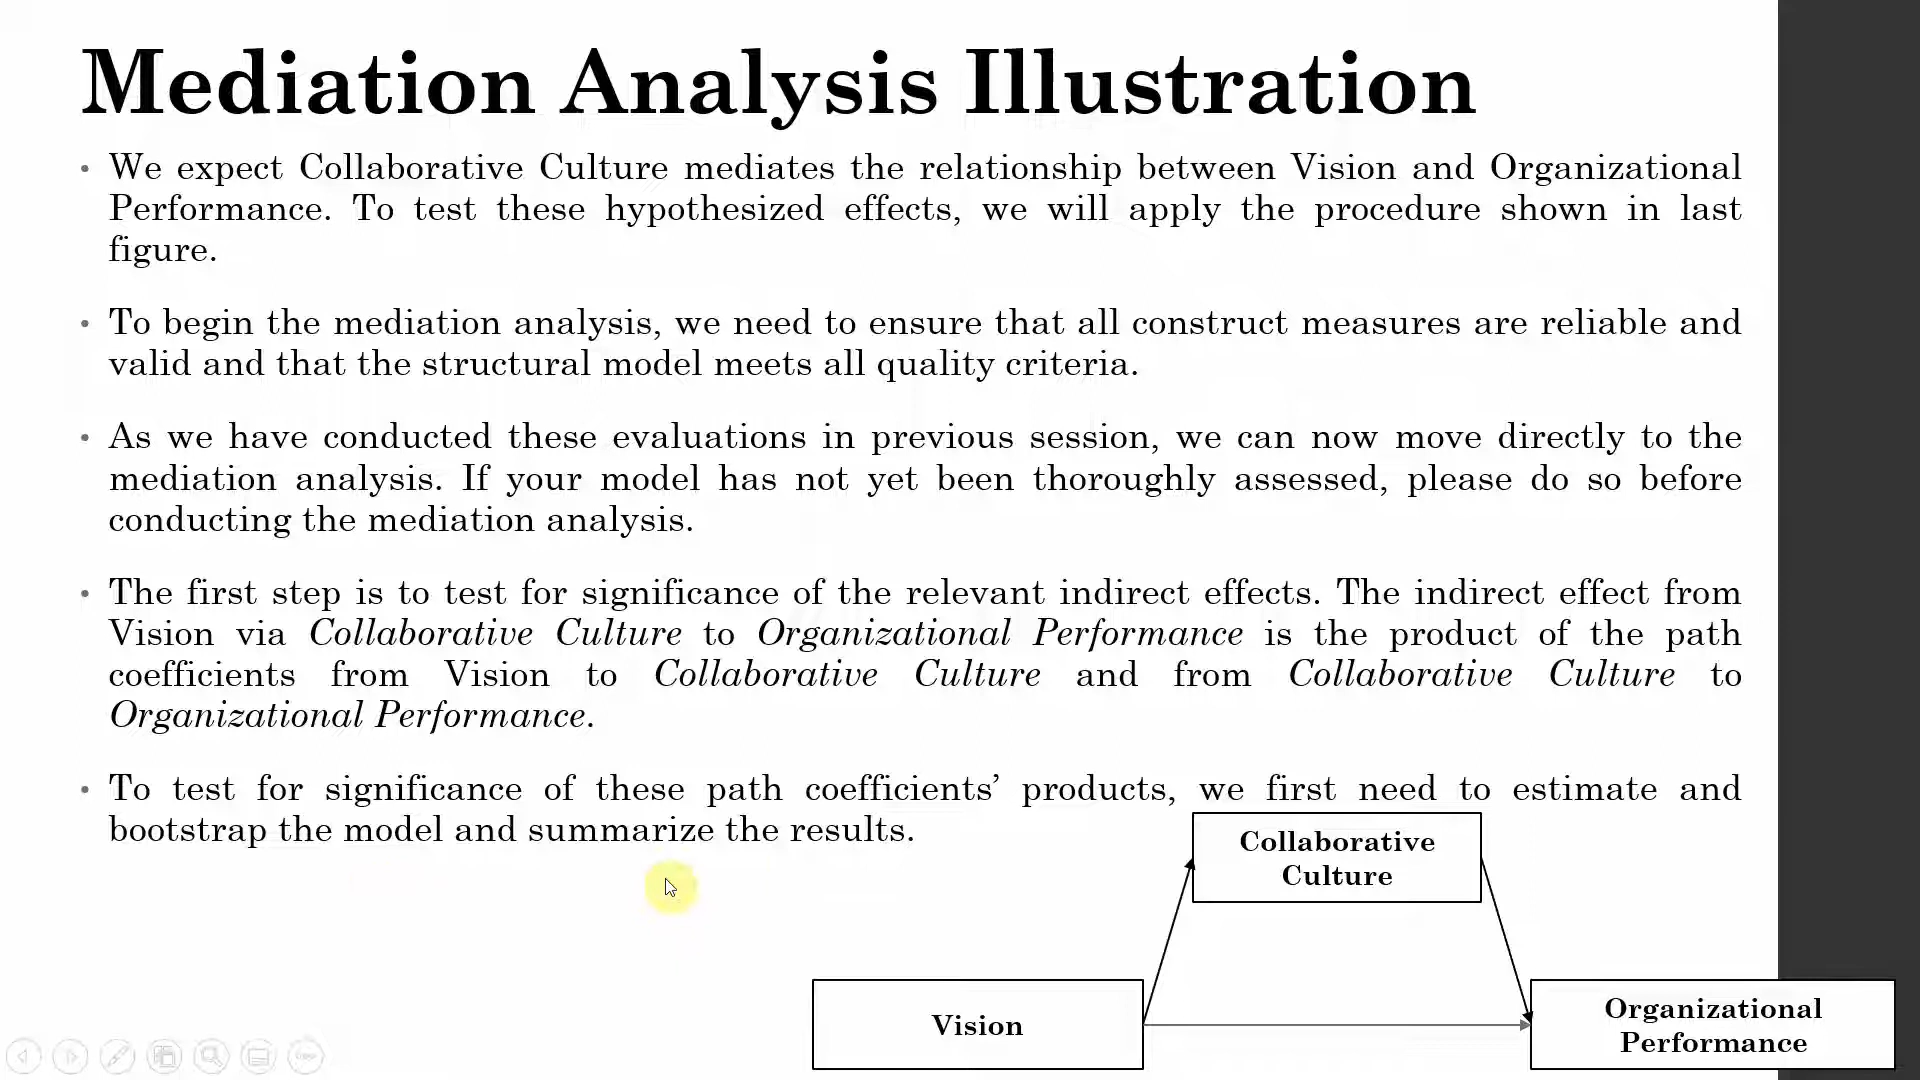 Mediation Analysis Illustration
• We expect Collaborative Culture mediates the relationship between Vision and Organizational
Performance. To test these hypothesized effects, we will apply the procedure shown in last
figure.
• To begin the mediation analysis, we need to ensure that all construct measures are reliable and
valid and that the structural model meets all quality criteria.
• As we have conducted these evaluations in previous session, we can now move directly to the
mediation analysis. If your model has not yet been thoroughly assessed, please do so before
conducting the mediation analysis.
• The first step is to test for significance of the relevant indirect effects. The indirect effect from
Vision via Collaborative Culture to Organizational Performance is the product of the path
coefficients from Vision to Collaborative Culture and from Collaborative Culture to
Organizational Performance.
• To test for significance of these path coefficients’ products, we first need to estimate and
bootstrap the model and summarize the results.
Collaborative
Culture
Vision
Organizational
Performance